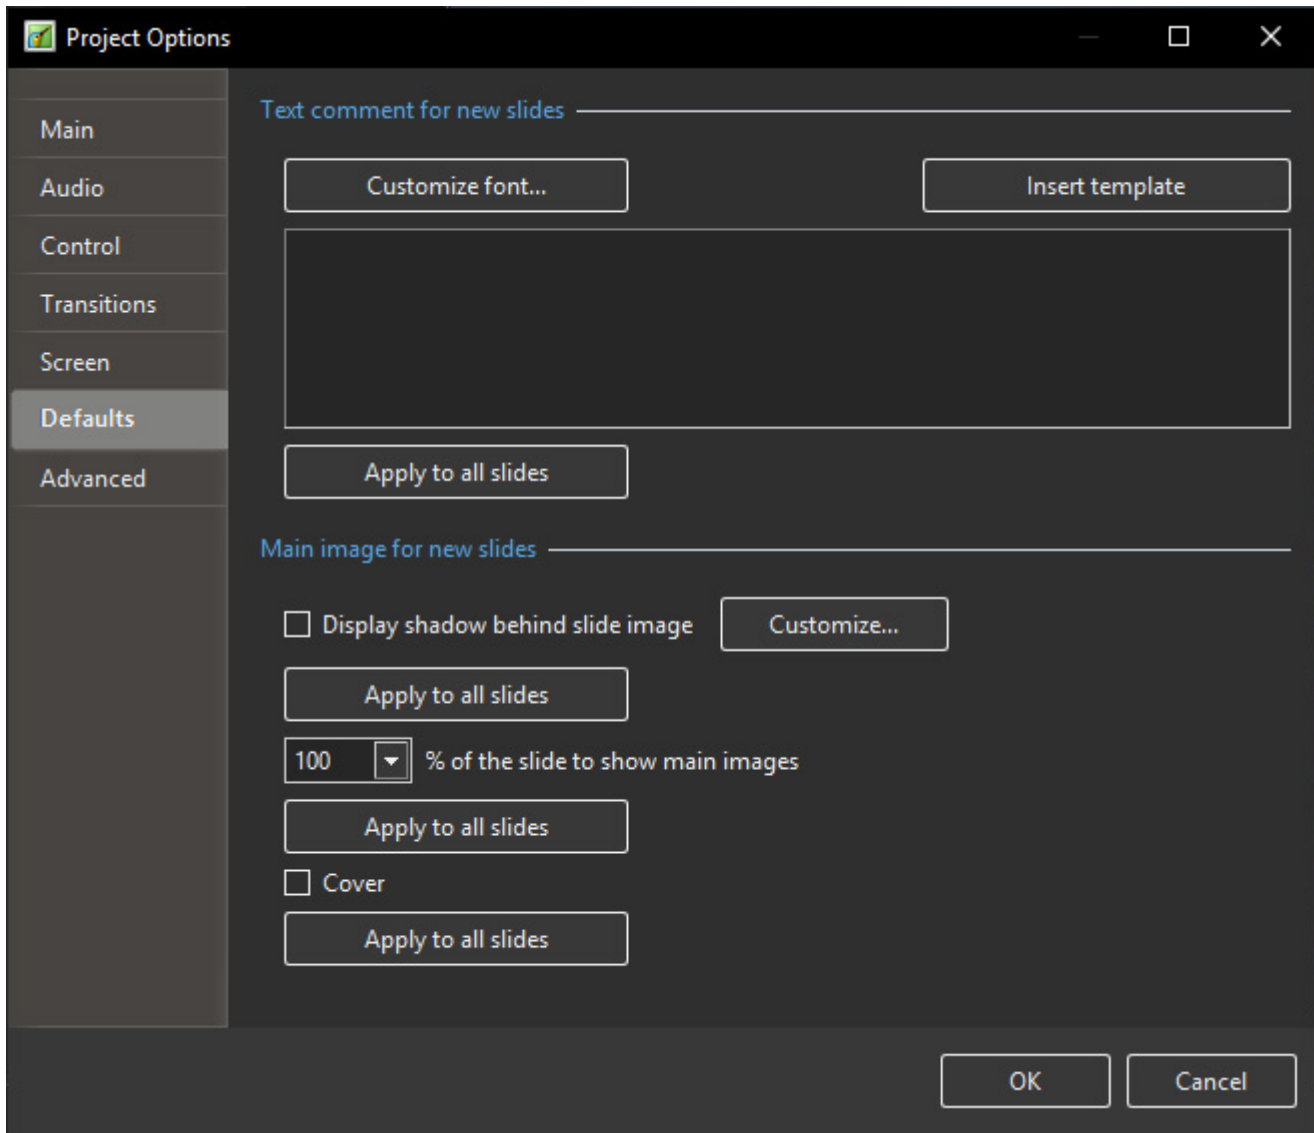 Project Options
Main
Audio
Control
Transitions
Screen
Defaults
Advanced
Text comment for new slides
Customize font... Insert template
Apply to all slides
Main image for new slides
Display shadow behind slide image Customize...
Apply to all slides
100 % of the slide to show main images
Apply to all slides
Cover
Apply to all slides
OK Cancel